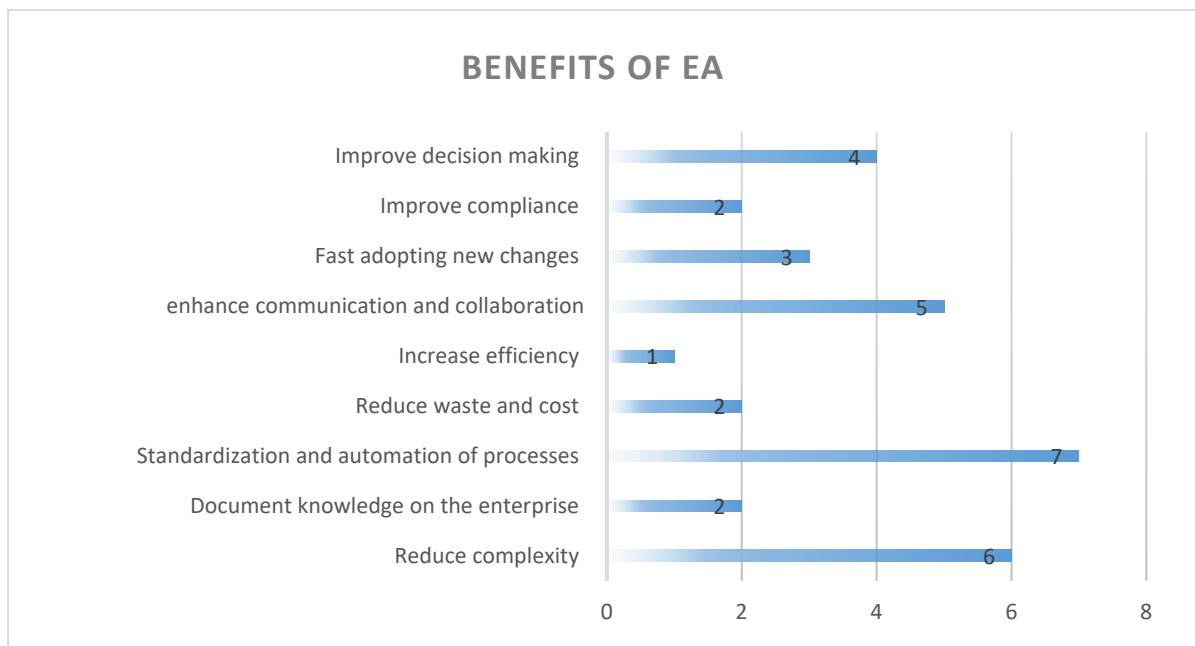 BENEFITS OF EA
Improve decision making 4
Improve compliance 2
Fast adopting new changes 3
enhance communication and collaboration 5
Increase efficiency 1
Reduce waste and cost 2
Standardization and automation of processes 7
Document knowledge on the enterprise 2
Reduce complexity 6
0 2 4 6 8